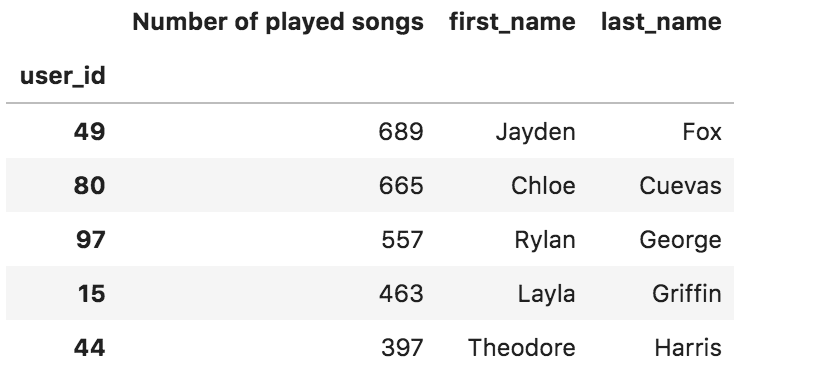 Number of played songs first_name last_name
user_id
49 689 Jayden Fox
80 665 Chloe Cuevas
97 557 Rylan George
15 463 Layla Griffin
44 397 Theodore Harris